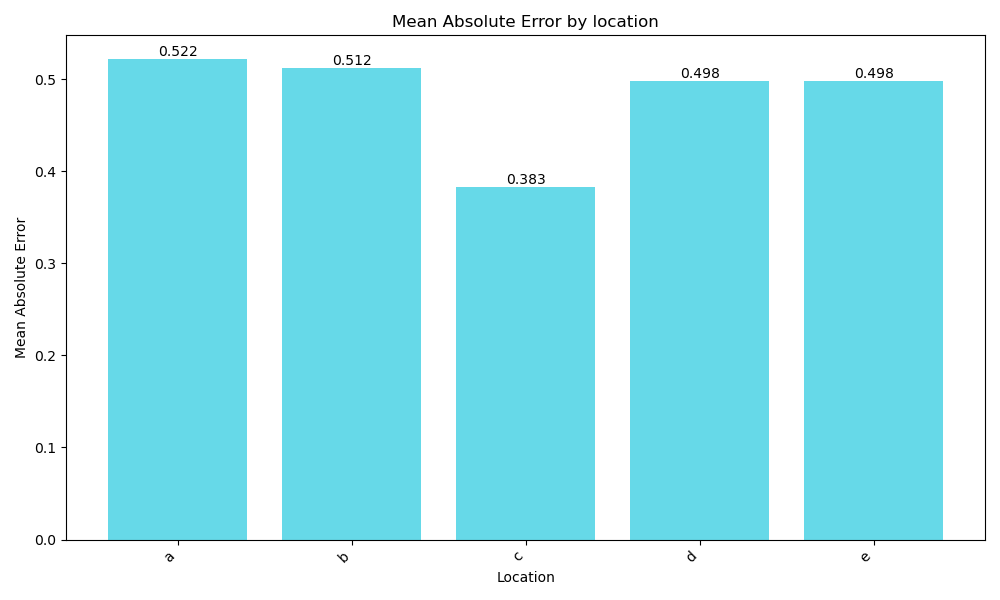 Mean Absolute Error by location
0.522
0.512
0.383
0.498
0.498
Mean Absolute Error
0.5
0.4
0.3
0.2
0.1
0.0
a
b
c
d
e
Location